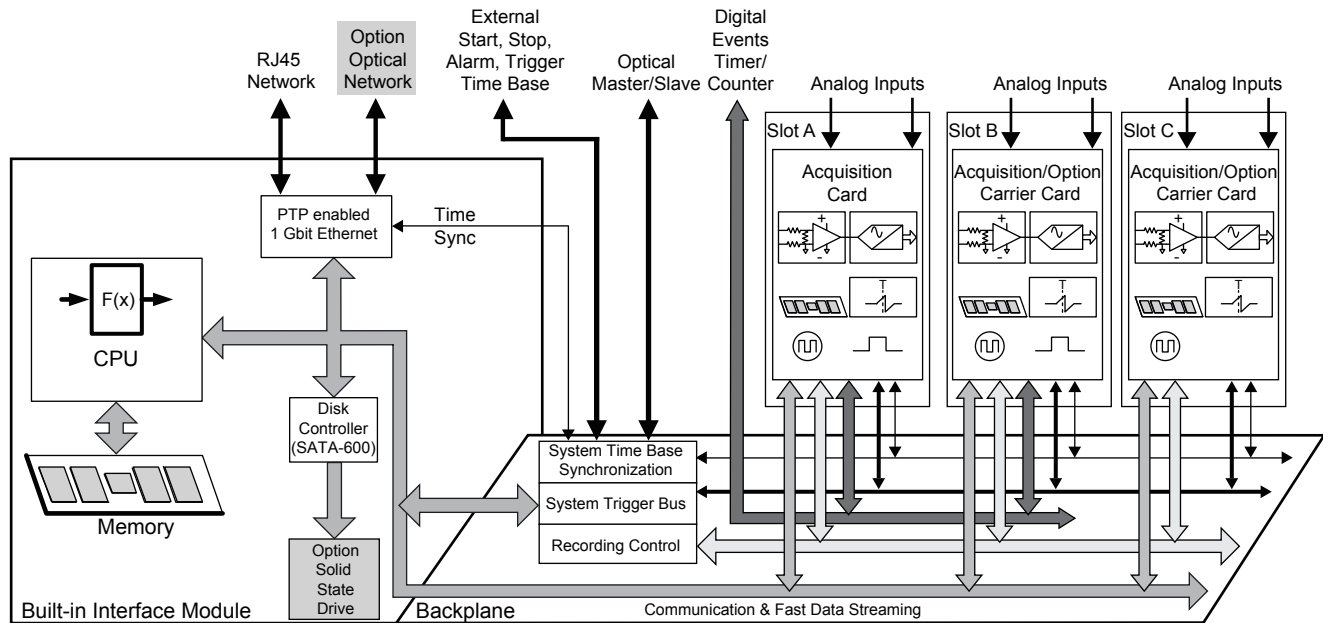 RJ45
Network
Option
Optical
Network
External
Start, Stop,
Alarm, Trigger
Time Base
Optical
Master/Slave
Digital
Events
Timer/
Counter
Analog Inputs
Analog Inputs
Analog Inputs
Slot A
Slot B
Slot C
Acquisition
Card
Acquisition/Option
Carrier Card
Acquisition/Option
Carrier Card
+
-
+
-
+
-
T
T
T
PTP enabled
1 Gbit Ethernet
Time
Sync
F(x)
CPU
Disk
Controller
(SATA-600)
Memory
System Time Base
Synchronization
System Trigger Bus
Recording Control
Option
Solid
State
Drive
Built-in Interface Module
Backplane
Communication & Fast Data Streaming